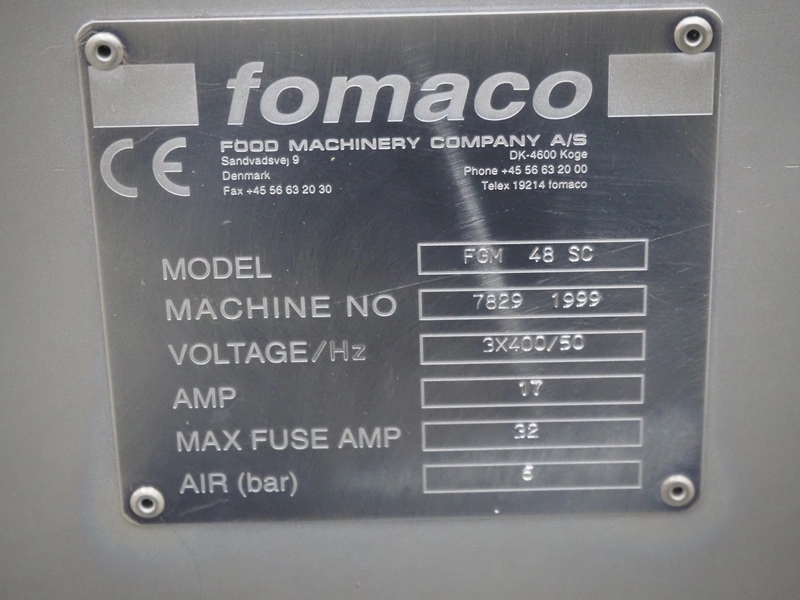 fomaco
FOOD MACHINERY COMPANY A/S
Sandvadsvej 9 DK-4600 Koge
Denmark Phone +45 56 63 20 00
Fax +45 56 63 20 30 Telex 19214 fomaco
CE
MODEL FGM 48 SC
MACHINE NO 7829 1999
VOLTAGE/Hz 3X400/50
AMP 17
MAX FUSE AMP 32
AIR (bar)